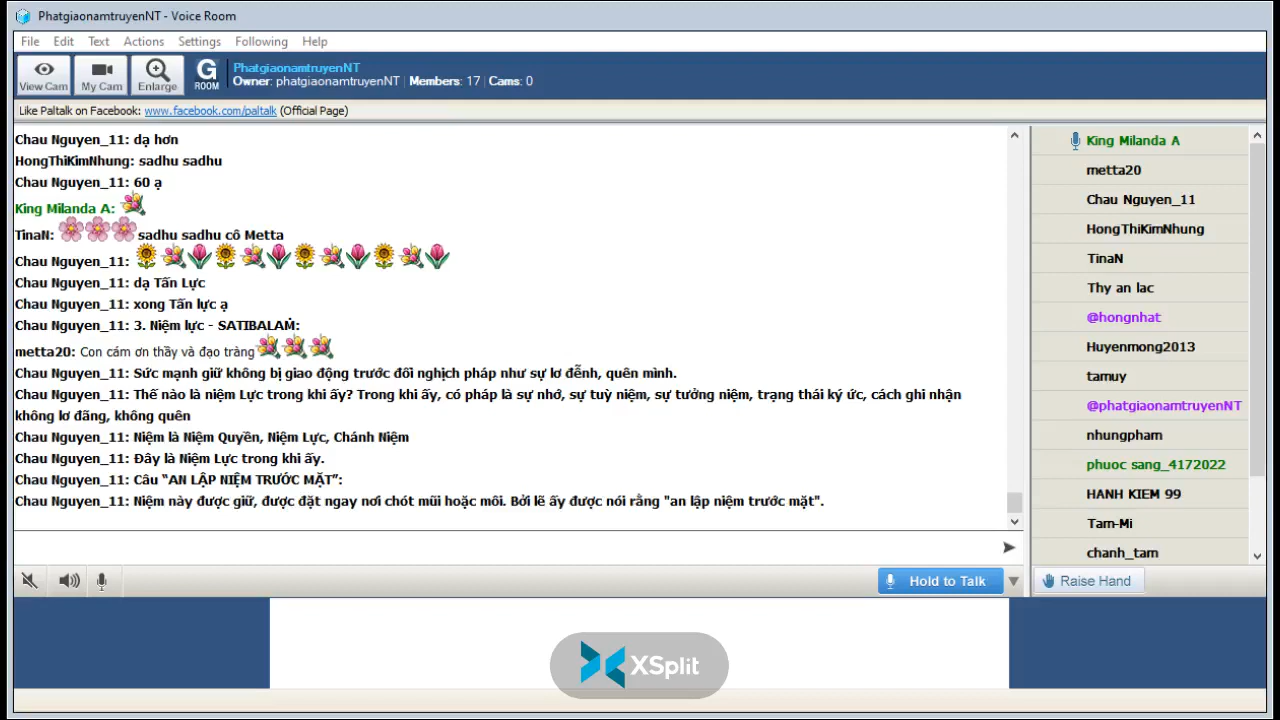 PhatgiaonamtruyenNT - Voice Room
File Edit Text Actions Settings Following Help
View Cam My Cam Enlarge G ROOM
PhatgiaonamtruyenNT
Owner: phatgiaonamtruyenNT | Members: 17 | Cams: 0
Like Paltalk on Facebook: www.facebook.com/paltalk (Official Page)
Chau Nguyen_11: dạ hơn
HongThiKimNhung: sadhu sadhu
Chau Nguyen_11: 60 ạ
King Milanda A:
TinaN: sadhu sadhu cô Metta
Chau Nguyen_11:
Chau Nguyen_11: dạ Tấn Lực
Chau Nguyen_11: xong Tấn lực ạ
Chau Nguyen_11: 3. Niệm lực - SATIBALAṀ:
metta20: Con cám ơn thầy và đạo tràng
Chau Nguyen_11: Sức mạnh giữ không bị giao động trước đối nghịch pháp như sự lơ đễnh, quên mình.
Chau Nguyen_11: Thế nào là niệm Lực trong khi ấy? Trong khi ấy, có pháp là sự nhớ, sự tuỳ niệm, sự tưởng niệm, trạng thái ký ức, cách ghi nhận
không lơ đãng, không quên
Chau Nguyen_11: Niệm là Niệm Quyền, Niệm Lực, Chánh Niệm
Chau Nguyen_11: Đây là Niệm Lực trong khi ấy.
Chau Nguyen_11: Câu “AN LẬP NIỆM TRƯỚC MẶT”:
Chau Nguyen_11: Niệm này được giữ, được đặt ngay nơi chót mũi hoặc môi. Bởi lẽ ấy được nói rằng "an lập niệm trước mặt".
King Milanda A
metta20
Chau Nguyen_11
HongThiKimNhung
TinaN
Thy an lac
@hongnhat
Huyenmong2013
tamuy
@phatgiaonamtruyenNT
nhungpham
phuoc sang_4172022
HANH KIEM 99
Tam-Mi
chanh_tam
Hold to Talk
Raise Hand
XSplit